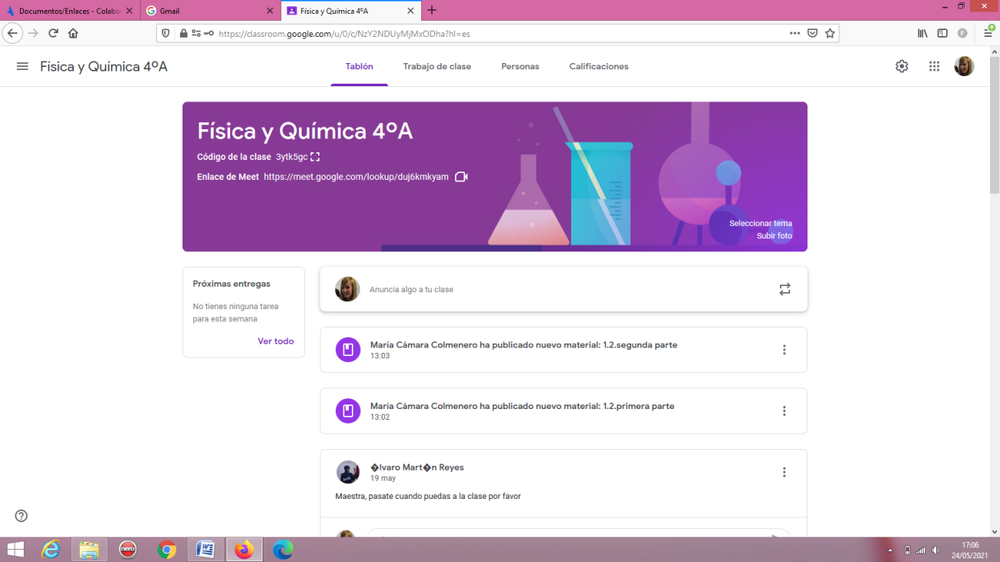 Documentos/Enlaces - Colabo
Gmail
Física y Química 4ºA
https://classroom.google.com/u/0/c/NzY2NDUyMjMxODha?hl=es
Física y Química 4ºA
Tablón
Trabajo de clase
Personas
Calificaciones
Física y Química 4ºA
Código de la clase 3ytk5gc
Enlace de Meet https://meet.google.com/lookup/duj6kmkyam
Seleccionar tema
Subir foto
Próximas entregas
No tienes ninguna tarea
para esta semana
Ver todo
Anuncia algo a tu clase
María Cámara Colmenero ha publicado nuevo material: 1.2.segunda parte
13:03
María Cámara Colmenero ha publicado nuevo material: 1.2.primera parte
13:02
�lvaro Mart�n Reyes
19 may
Maestra, pasate cuando puedas a la clase por favor
nero
17:06
24/05/2021